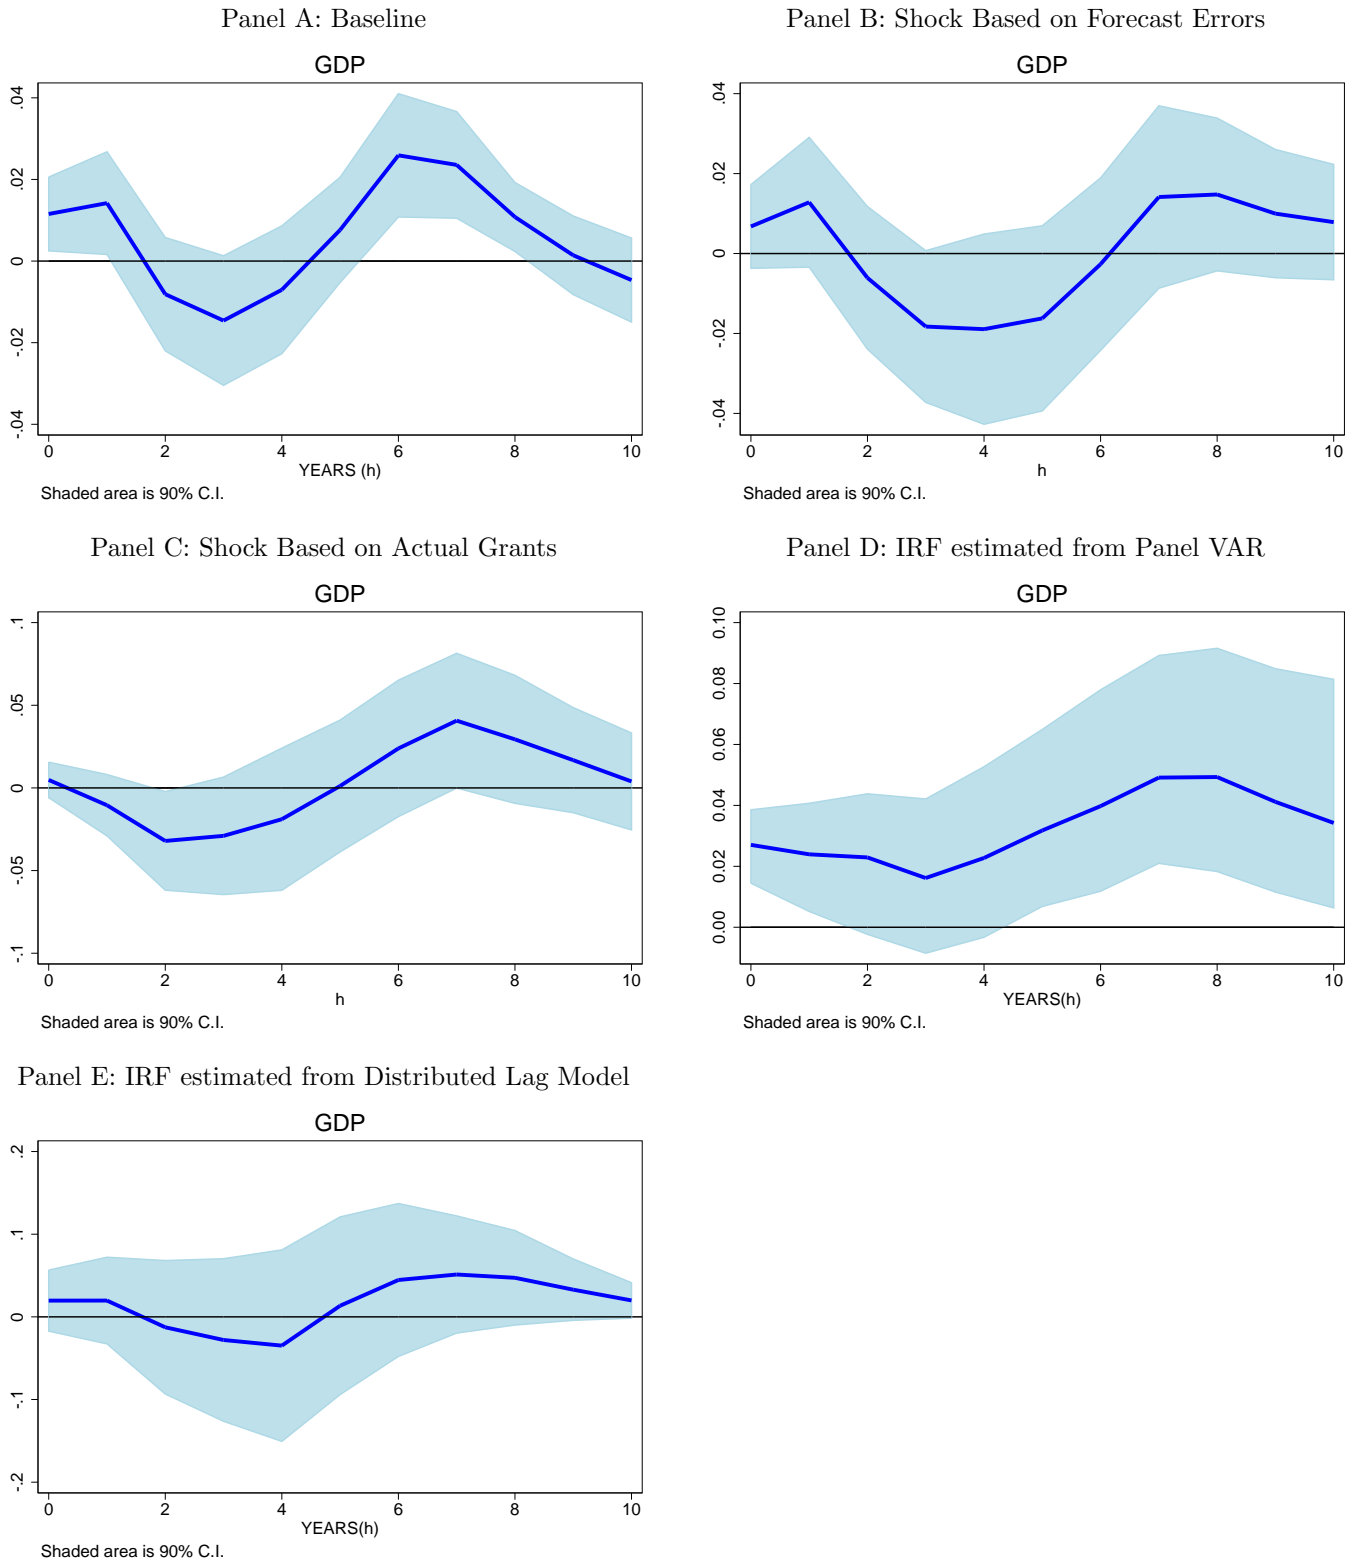 Panel A: Baseline
GDP
.04
.02
0
-.02
-.04
0 2 4 6 8 10
YEARS (h)
Shaded area is 90% C.I.
Panel B: Shock Based on Forecast Errors
GDP
.04
.02
0
-.02
-.04
0 2 4 6 8 10
h
Shaded area is 90% C.I.
Panel C: Shock Based on Actual Grants
GDP
.1
.05
0
-.05
-.1
0 2 4 6 8 10
h
Shaded area is 90% C.I.
Panel D: IRF estimated from Panel VAR
GDP
0.10
0.08
0.06
0.04
0.02
0.00
0 2 4 6 8 10
YEARS(h)
Shaded area is 90% C.I.
Panel E: IRF estimated from Distributed Lag Model
GDP
.2
.1
0
-.1
-.2
0 2 4 6 8 10
YEARS(h)
Shaded area is 90% C.I.